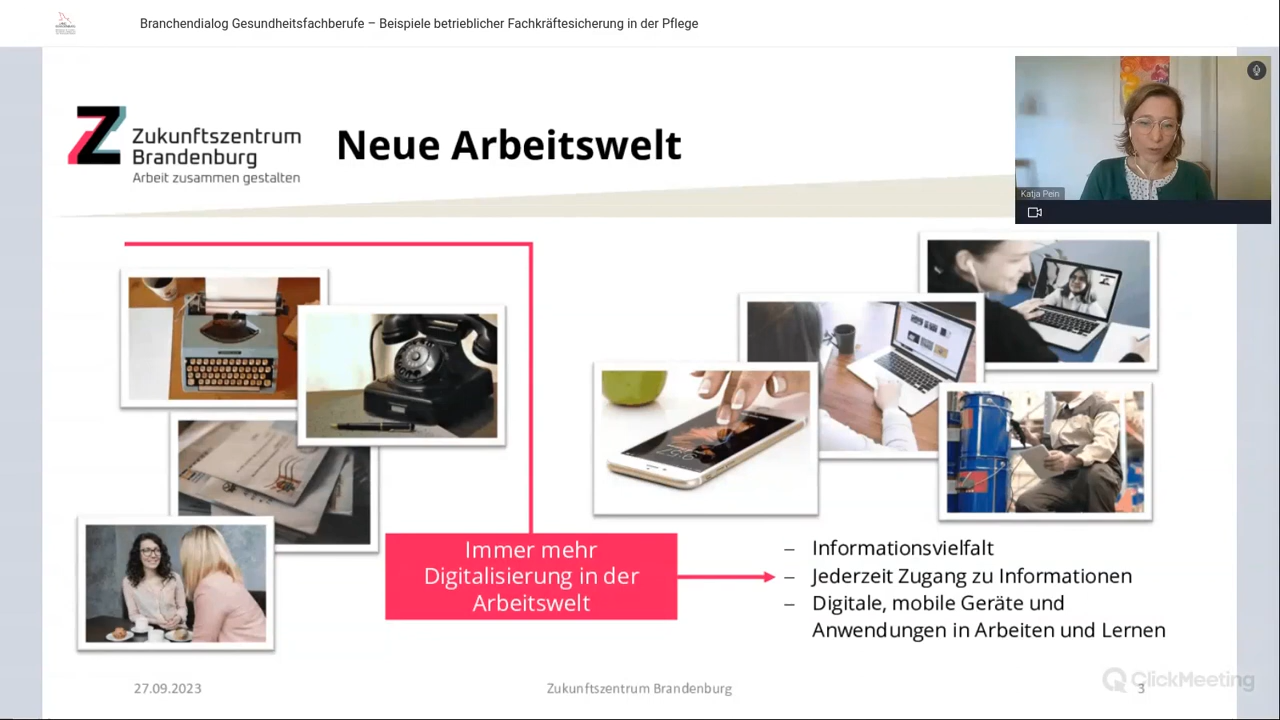 Branchendialog Gesundheitsfachberufe – Beispiele betrieblicher Fachkräftesicherung in der Pflege
Zukunftszentrum
Brandenburg
Arbeit zusammen gestalten
Neue Arbeitswelt
Katja Pein
Immer mehr
Digitalisierung in der
Arbeitswelt
– Informationsvielfalt
– Jederzeit Zugang zu Informationen
– Digitale, mobile Geräte und
Anwendungen in Arbeiten und Lernen
27.09.2023
Zukunftszentrum Brandenburg
3
ClickMeeting